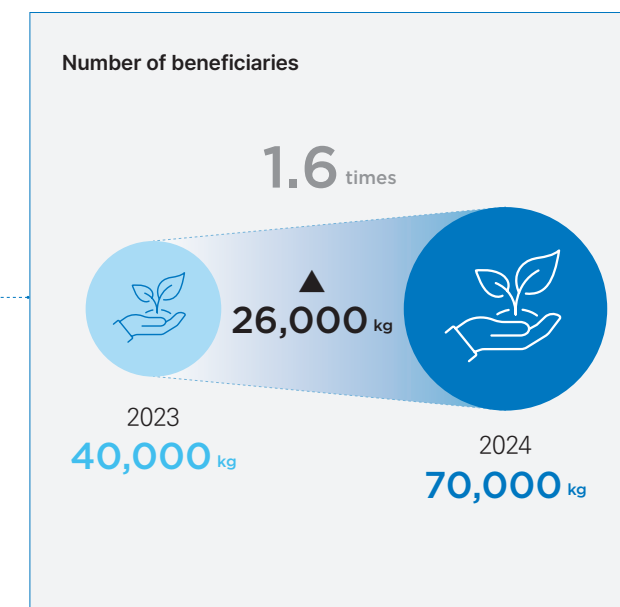 Number of beneficiaries
1.6 times
▲
26,000 kg
2023
40,000 kg
2024
70,000 kg